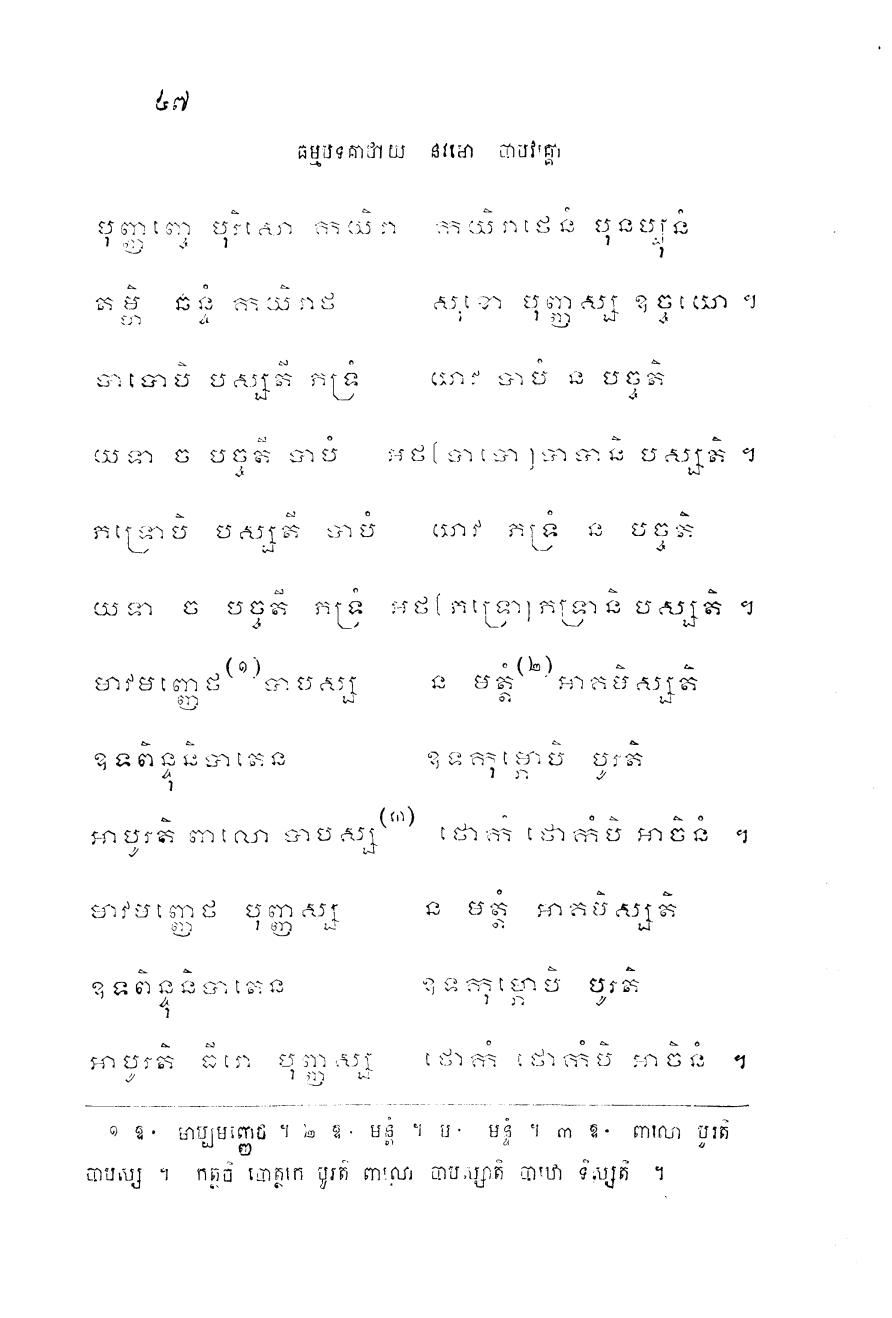 ៤៧
ធម្មបទគាថាយ នវមោ បាបវគ្គោ
បុញ្ញញ្ចេ បុរិសោ កយិរា កយិរាថេនំ បុនប្បុនំ
តម្ហិ ឆន្ទំ កយិរាថ សុខោ បុញ្ញស្ស ឧច្ចយោ ។
បាបោបិ បស្សតី ភទ្រំ យាវ បាបំ ន បច្ចតិ
យទា ច បច្ចតី បាបំ អថ(បាបោ)បាបានិ បស្សតិ ។
ភទ្រោបិ បស្សតី បាបំ យាវ ភទ្រំ ន បច្ចតិ
យទា ច បច្ចតី ភទ្រំ អថ(ភទ្រោ)ភទ្រានិ បស្សតិ ។
មាវមញ្ញេថ(១)បាបស្ស ន មត្តំ(២)អាគមិស្សតិ
ឧទពិន្ទុនិបាតេន ឧទកុម្ភោបិ បូរតិ
អាបូរតិ ពាលោ បាបស្ស(៣) ថោកំ ថោកំបិ អាចិនំ ។
មាវមញ្ញេថ បុញ្ញស្ស ន មត្តំ អាគមិស្សតិ
ឧទពិន្ទុនិបាតេន ឧទកុម្ភោបិ បូរតិ
អាបូរតិ ធីរោ បុញ្ញស្ស ថោកំ ថោកំបិ អាចិនំ ។
១ ឱ. មាប្បមញ្ញេថ ។ ២ ឱ. មន្តំ ។ ម. មន្ទំ ។ ៣ ឱ. ពាលោ បូរតិ
បាបស្ស ។ កត្ថចិ បោត្ថកេ បូរតិ ពាលោ បាបស្សាតិ បាឋោ ទិស្សតិ ។